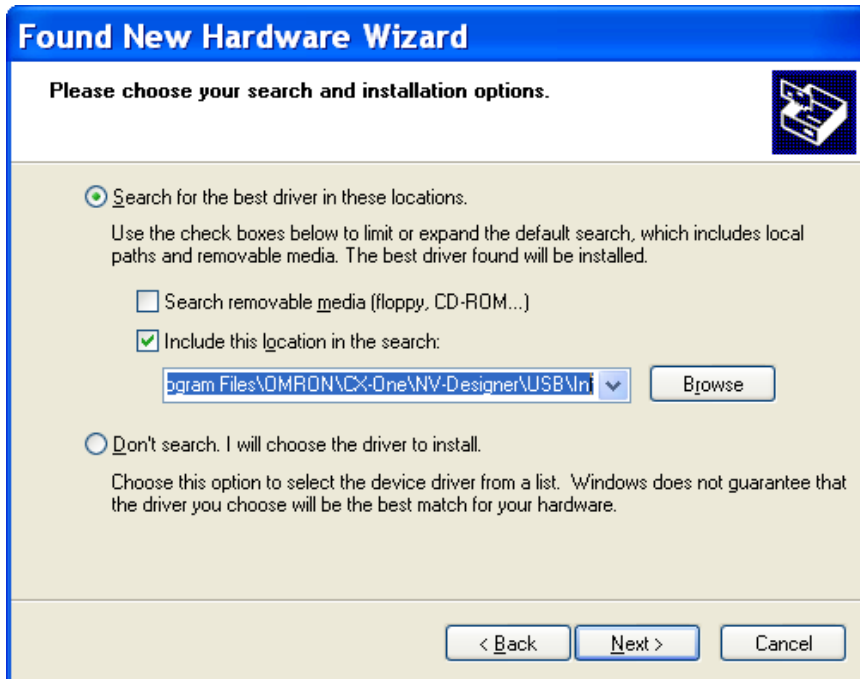 Found New Hardware Wizard
Please choose your search and installation options.
Search for the best driver in these locations.
Use the check boxes below to limit or expand the default search, which includes local
paths and removable media. The best driver found will be installed.
Search removable media (floppy, CD-ROM...)
Include this location in the search:
ogram Files\OMRON\CX-One\NV-Designer\USB\Inf
Browse
Don't search. I will choose the driver to install.
Choose this option to select the device driver from a list. Windows does not guarantee that
the driver you choose will be the best match for your hardware.
< Back
Next >
Cancel